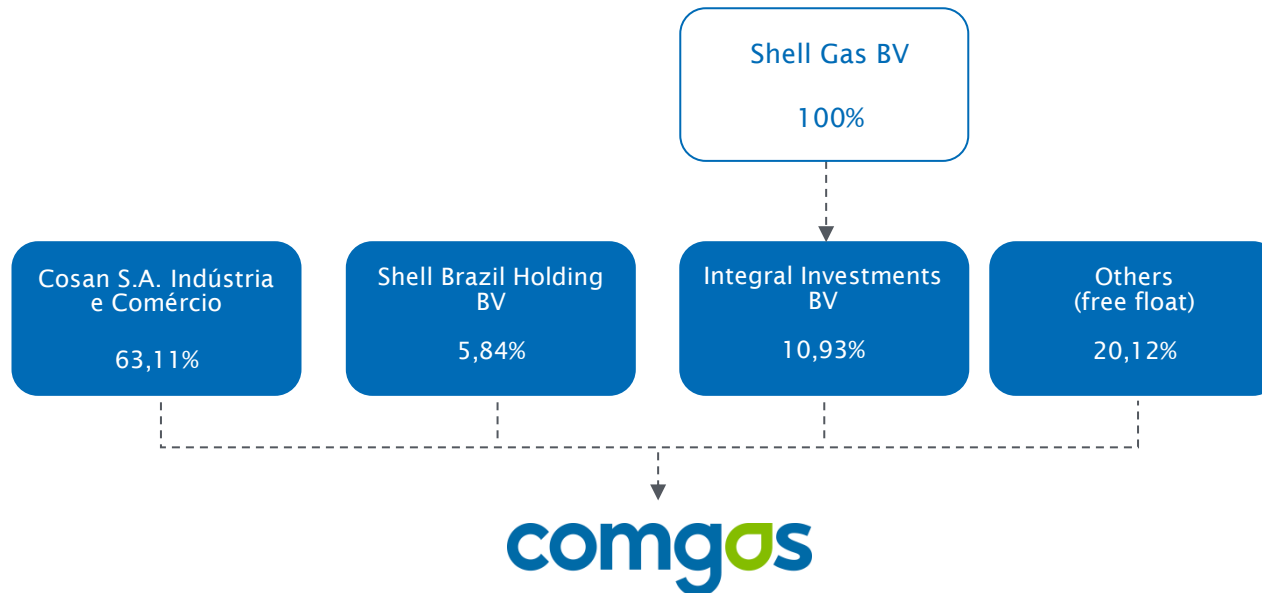 Shell Gas BV
100%
Cosan S.A. Indústria
e Comércio
63,11%
Shell Brazil Holding
BV
5,84%
Integral Investments
BV
10,93%
Others
(free float)
20,12%
comgas